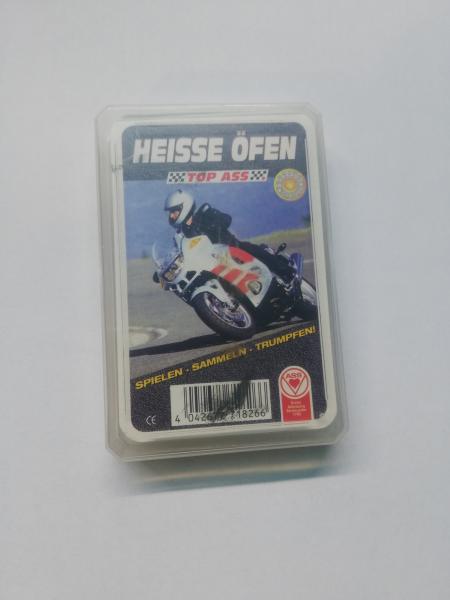 HEISSE ÖFEN
TOP ASS
SPIELEN · SAMMELN · TRUMPFEN!
ASS
CE